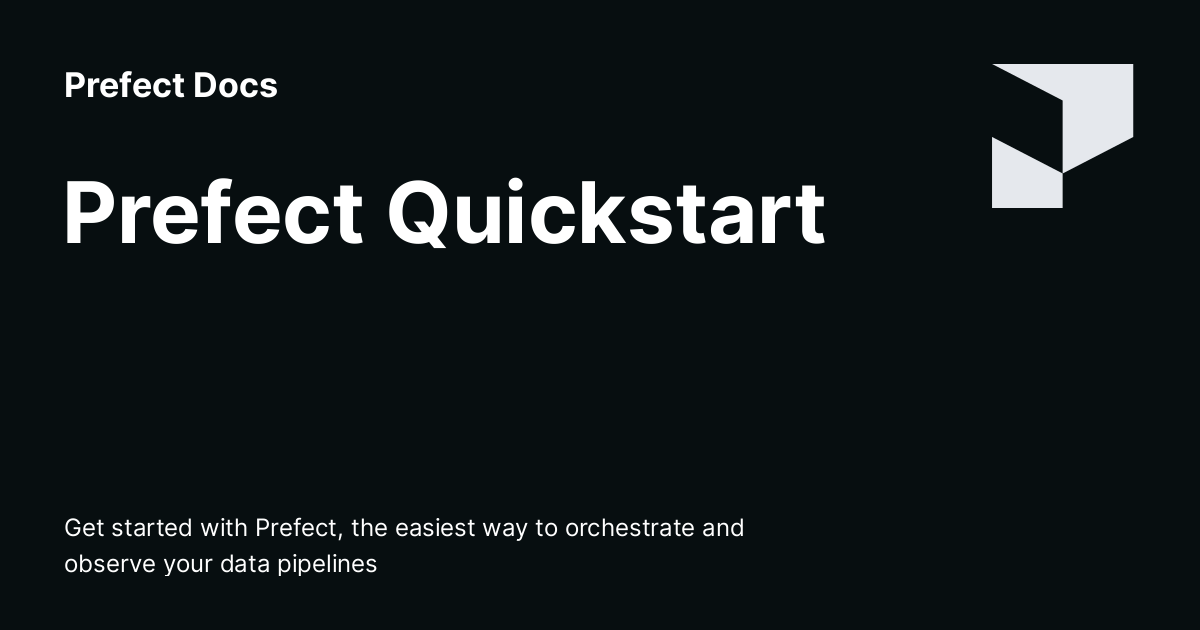 Prefect Docs
Prefect Quickstart
Get started with Prefect, the easiest way to orchestrate and
observe your data pipelines